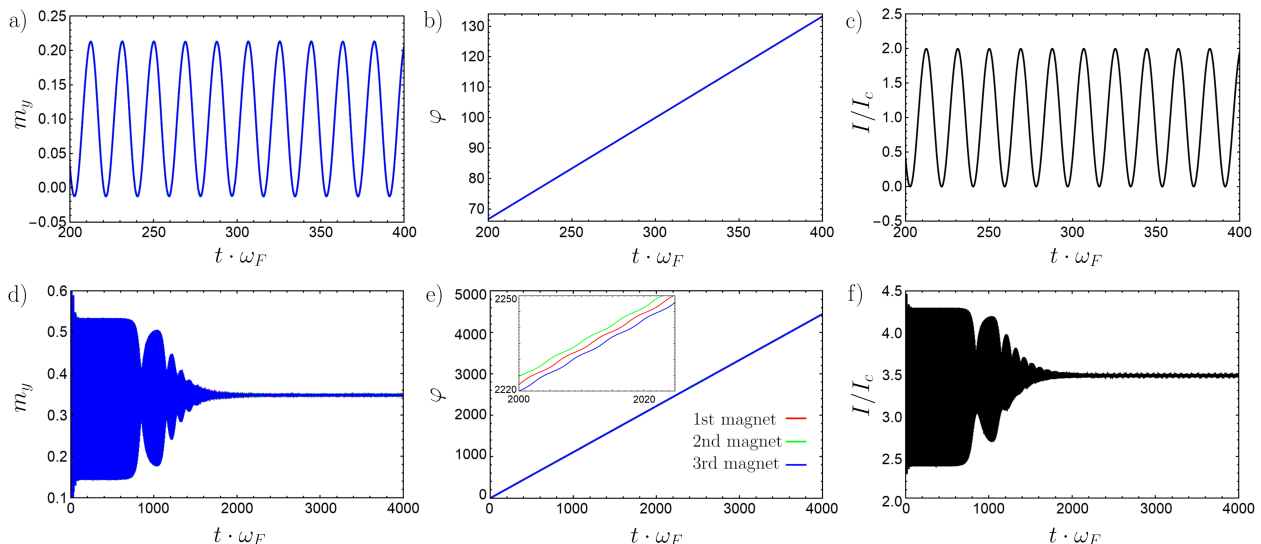 a)
0.25
0.20
0.15
0.10
0.05
0.00
−0.05
m_y
200 250 300 350 400
t · ω_F
b)
130
120
110
100
90
80
70
φ
200 250 300 350 400
t · ω_F
c)
2.5
2.0
1.5
1.0
0.5
0.0
−0.5
I/I_c
200 250 300 350 400
t · ω_F
d)
0.6
0.5
0.4
0.3
0.2
0.1
m_y
0 1000 2000 3000 4000
t · ω_F
e)
5000
4000
3000
2000
1000
0
φ
2250
2220
2000 2020
1st magnet
2nd magnet
3rd magnet
0 1000 2000 3000 4000
t · ω_F
f)
4.5
4.0
3.5
3.0
2.5
2.0
I/I_c
0 1000 2000 3000 4000
t · ω_F